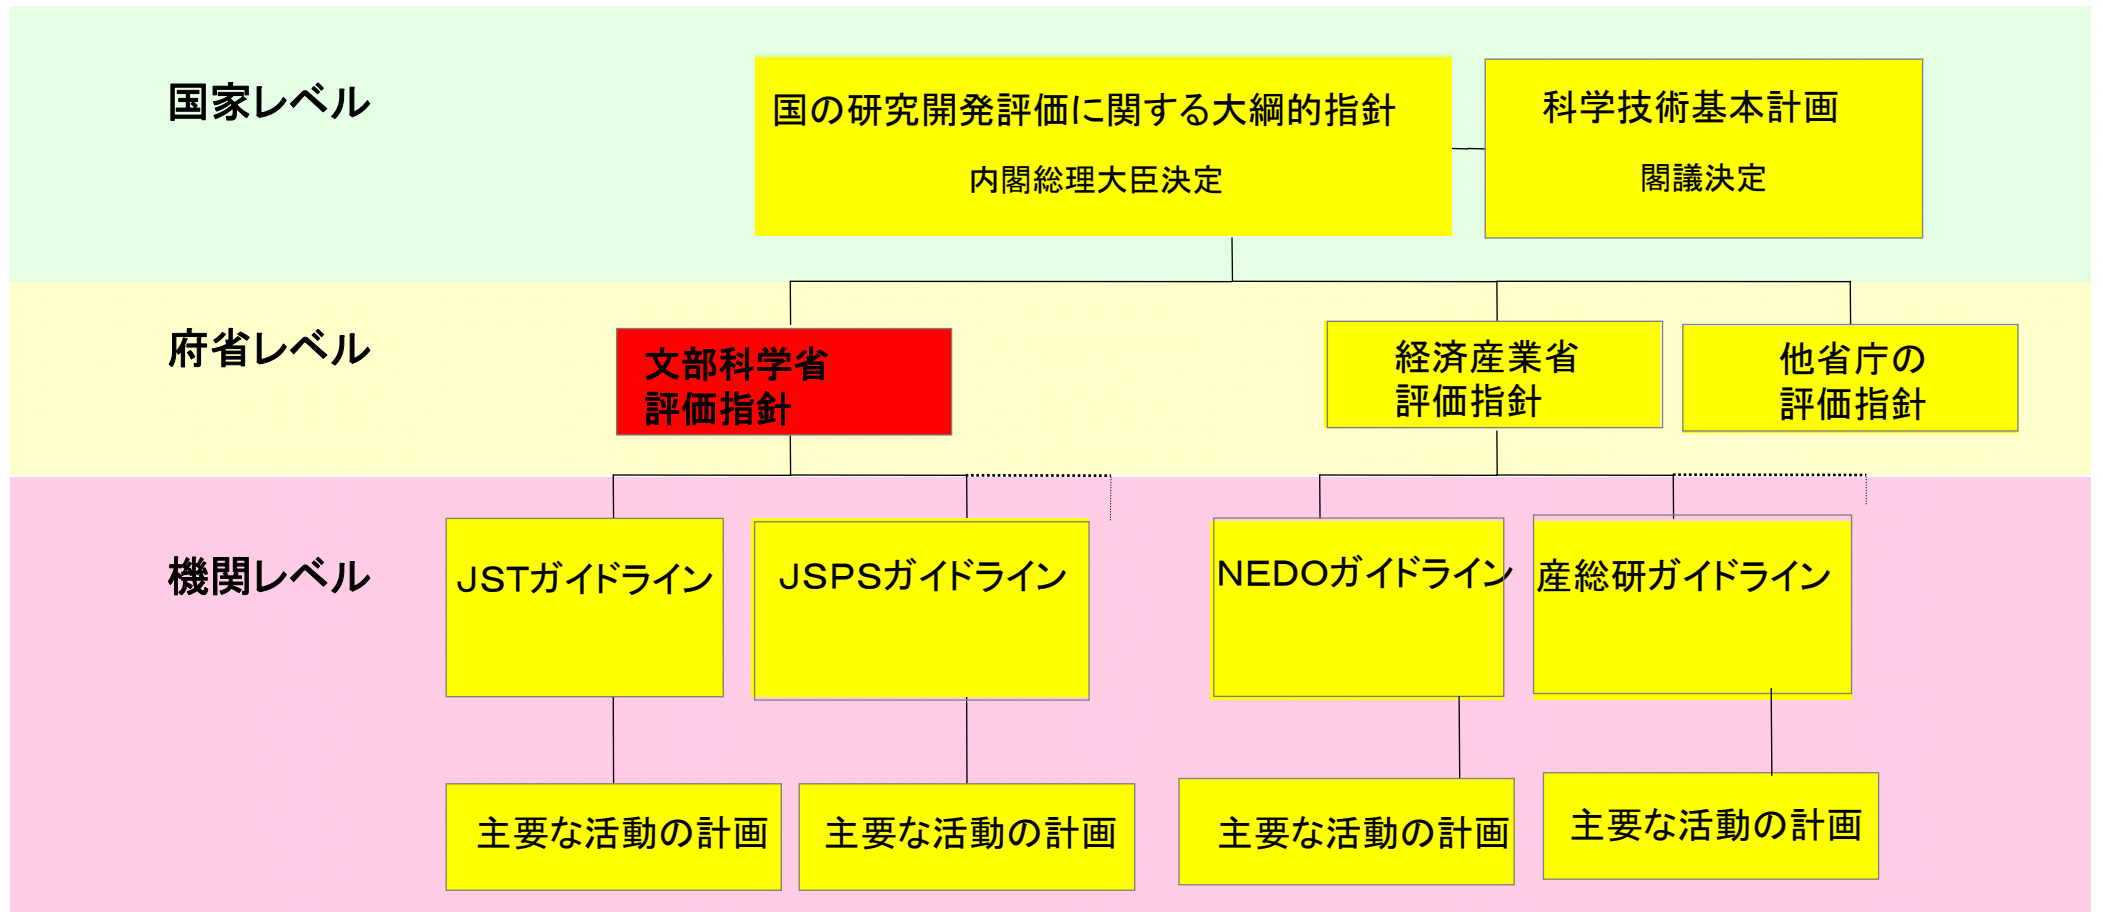 国家レベル
国の研究開発評価に関する大綱的指針
内閣総理大臣決定
科学技術基本計画
閣議決定
府省レベル
文部科学省
評価指針
経済産業省
評価指針
他省庁の
評価指針
機関レベル
JSTガイドライン
JSPSガイドライン
NEDOガイドライン
産総研ガイドライン
主要な活動の計画
主要な活動の計画
主要な活動の計画
主要な活動の計画